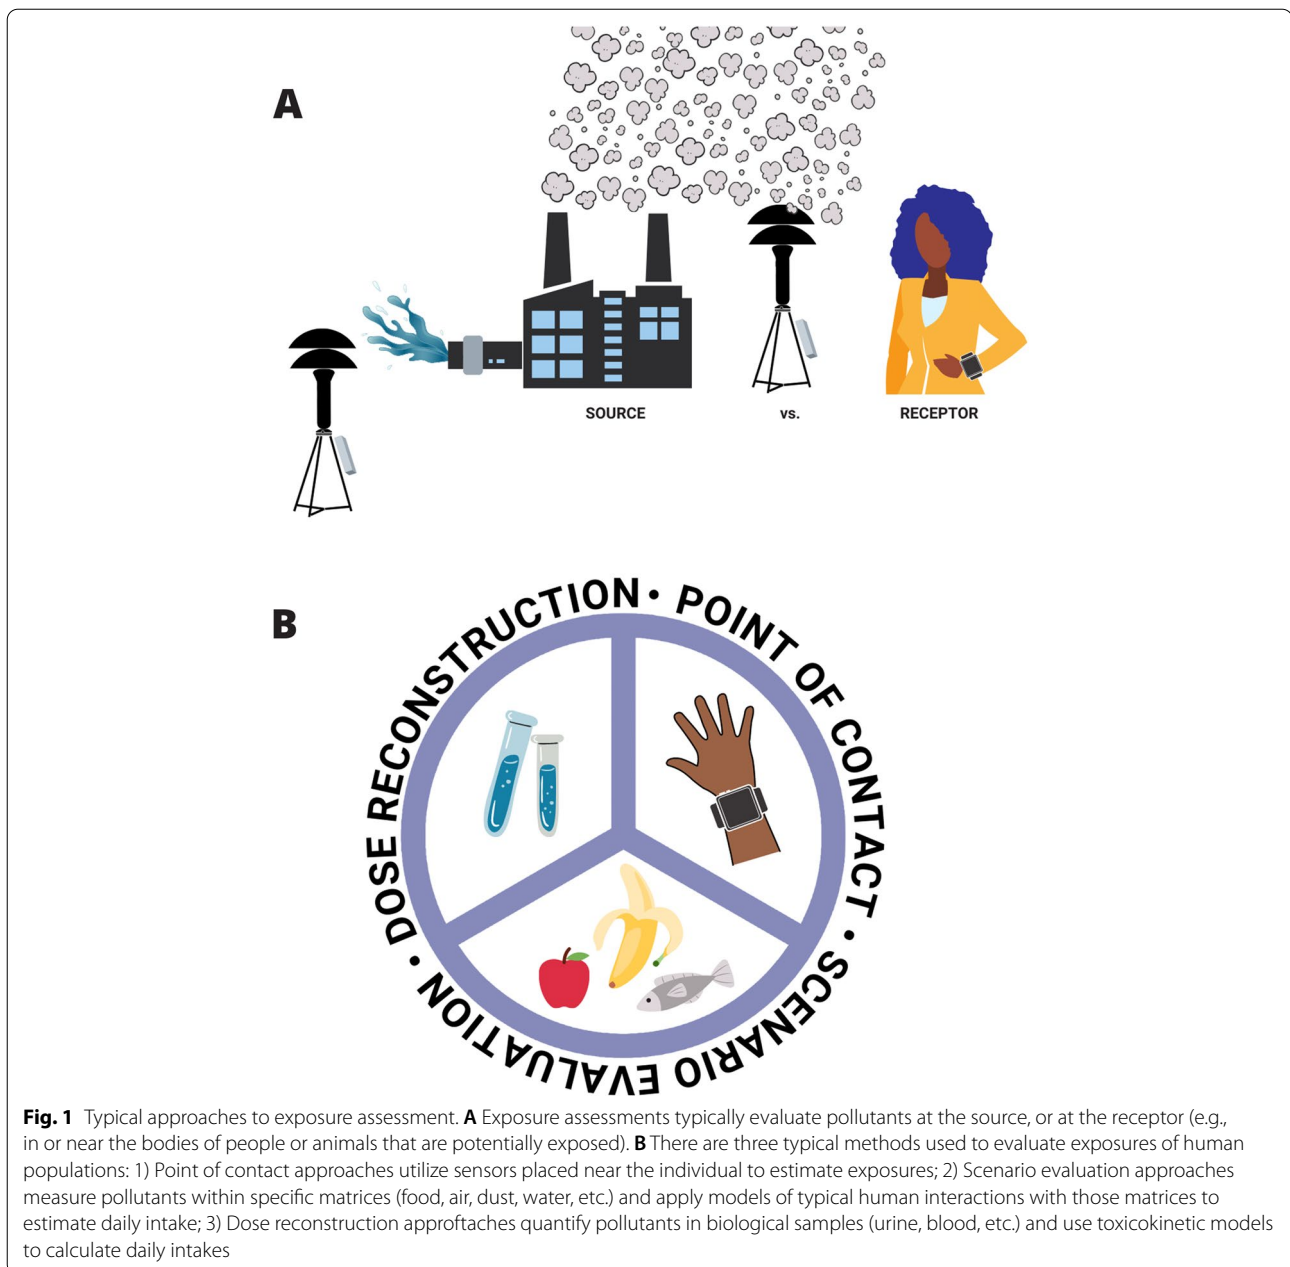 A
SOURCE
vs.
RECEPTOR
B
DOSE RECONSTRUCTION • POINT OF CONTACT • SCENARIO EVALUATION •
Fig. 1 Typical approaches to exposure assessment. A Exposure assessments typically evaluate pollutants at the source, or at the receptor (e.g.,
in or near the bodies of people or animals that are potentially exposed). B There are three typical methods used to evaluate exposures of human
populations: 1) Point of contact approaches utilize sensors placed near the individual to estimate exposures; 2) Scenario evaluation approaches
measure pollutants within specific matrices (food, air, dust, water, etc.) and apply models of typical human interactions with those matrices to
estimate daily intake; 3) Dose reconstruction approftaches quantify pollutants in biological samples (urine, blood, etc.) and use toxicokinetic models
to calculate daily intakes